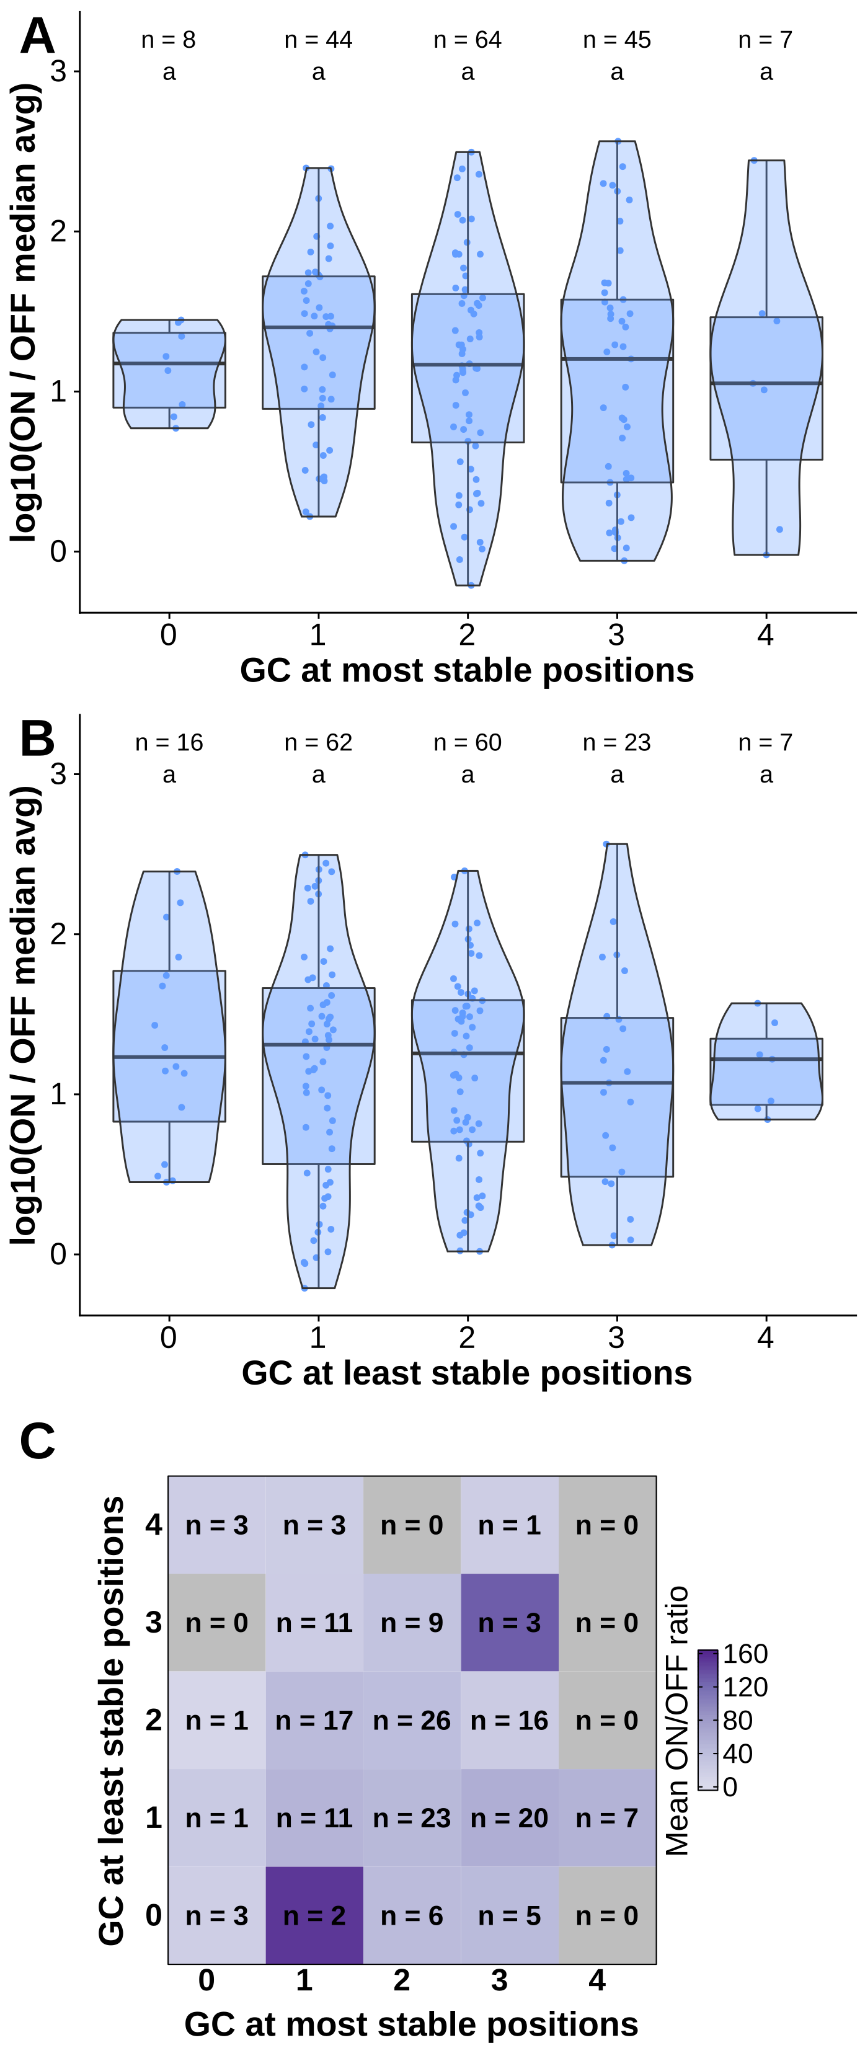 A
n = 8 n = 44 n = 64 n = 45 n = 7
a a a a a
3
2
1
0
log10(ON / OFF median avg)
0 1 2 3 4
GC at most stable positions
B
n = 16 n = 62 n = 60 n = 23 n = 7
a a a a a
3
2
1
0
log10(ON / OFF median avg)
0 1 2 3 4
GC at least stable positions
C
GC at least stable positions
4 n = 3 n = 3 n = 0 n = 1 n = 0
3 n = 0 n = 11 n = 9 n = 3 n = 0
2 n = 1 n = 17 n = 26 n = 16 n = 0
1 n = 1 n = 11 n = 23 n = 20 n = 7
0 n = 3 n = 2 n = 6 n = 5 n = 0
0 1 2 3 4
GC at most stable positions
Mean ON/OFF ratio
160
120
80
40
0